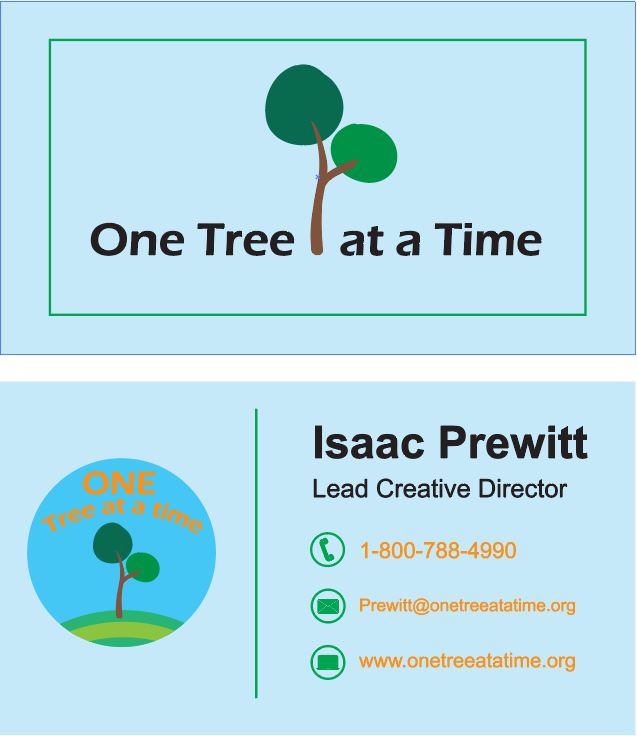 One Tree at a Time
Isaac Prewitt
Lead Creative Director
ONE
Tree at a time
1-800-788-4990
Prewitt@onetreeatatime.org
www.onetreeatatime.org